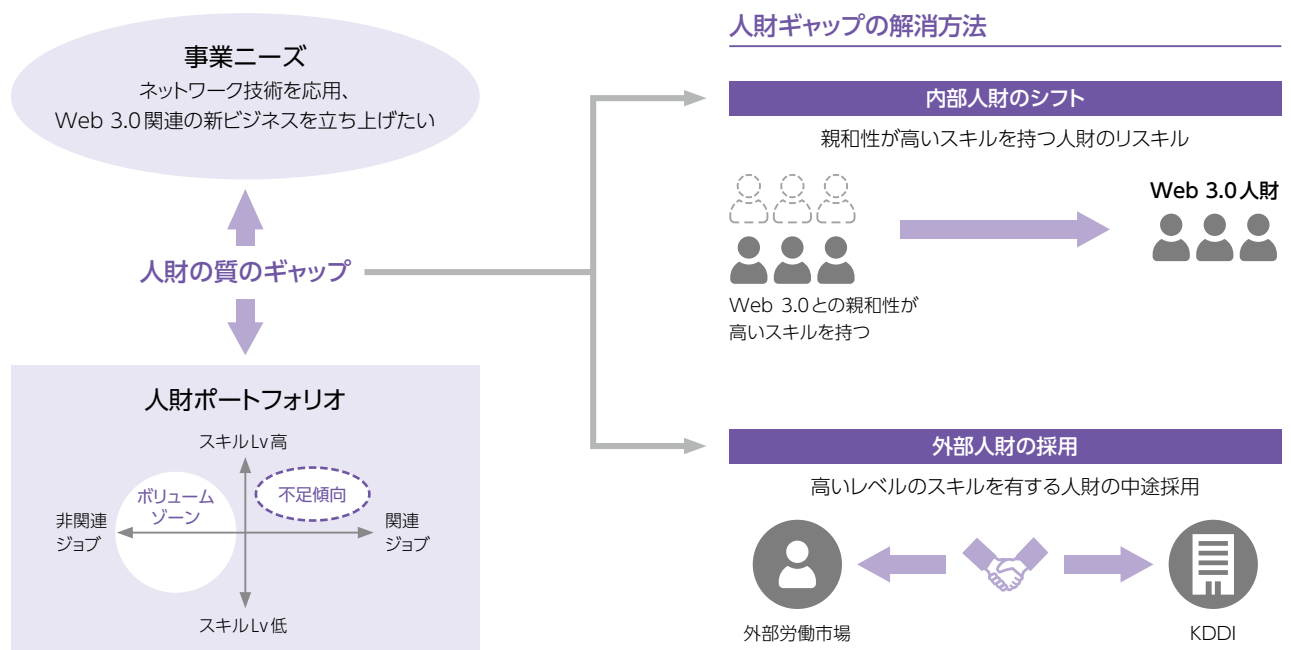 事業ニーズ
ネットワーク技術を応用、
Web 3.0関連の新ビジネスを立ち上げたい
人財の質のギャップ
人財ポートフォリオ
スキルLv高
ボリューム
ゾーン
不足傾向
非関連
ジョブ
関連
ジョブ
スキルLv低
人財ギャップの解消方法
内部人財のシフト
親和性が高いスキルを持つ人財のリスキル
Web 3.0人財
Web 3.0との親和性が
高いスキルを持つ
外部人財の採用
高いレベルのスキルを有する人財の中途採用
外部労働市場
KDDI